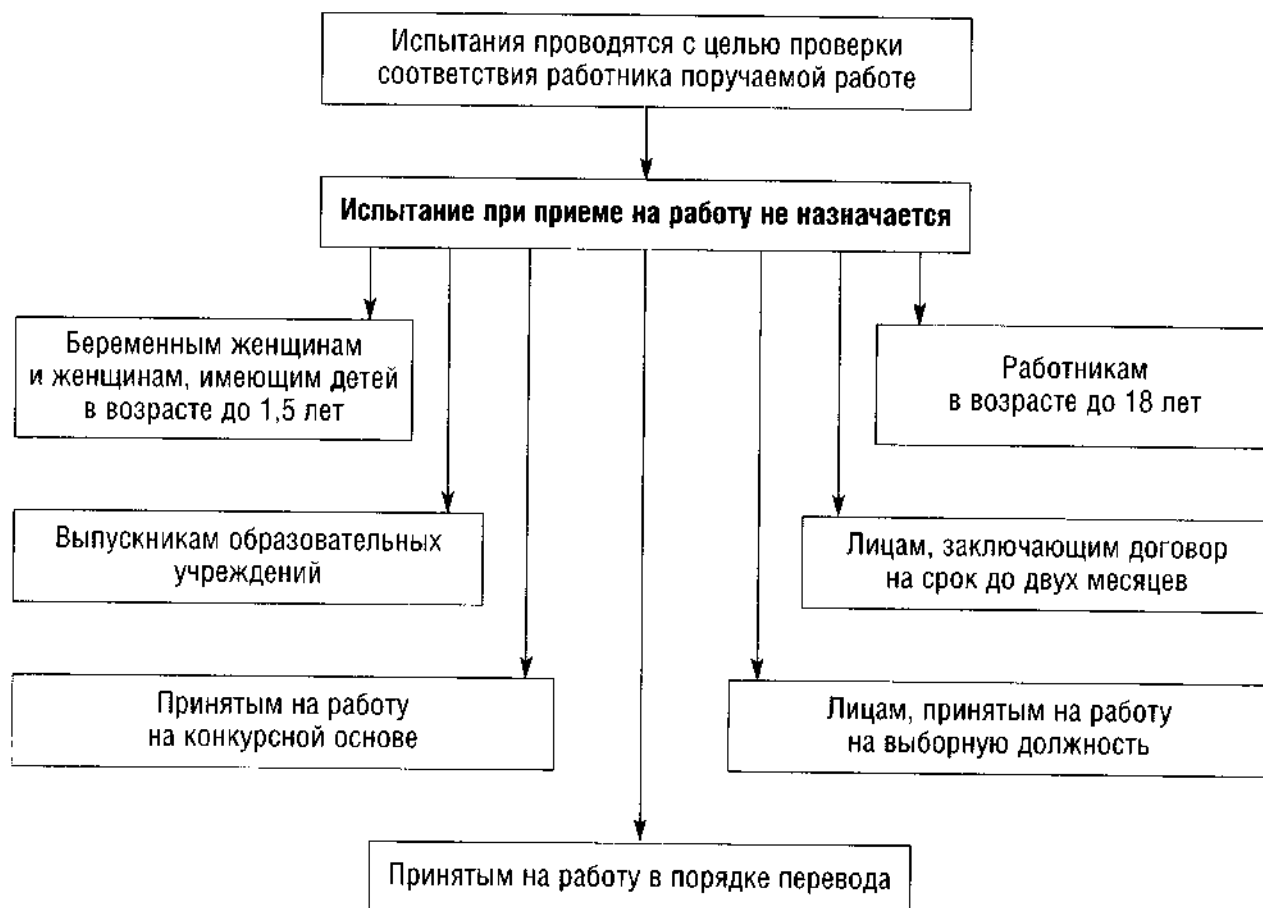 Испытания проводятся с целью проверки
соответствия работника поручаемой работе
Испытание при приеме на работу не назначается
Беременным женщинам
и женщинам, имеющим детей
в возрасте до 1,5 лет
Работникам
в возрасте до 18 лет
Выпускникам образовательных
учреждений
Лицам, заключающим договор
на срок до двух месяцев
Принятым на работу
на конкурсной основе
Лицам, принятым на работу
на выборную должность
Принятым на работу в порядке перевода